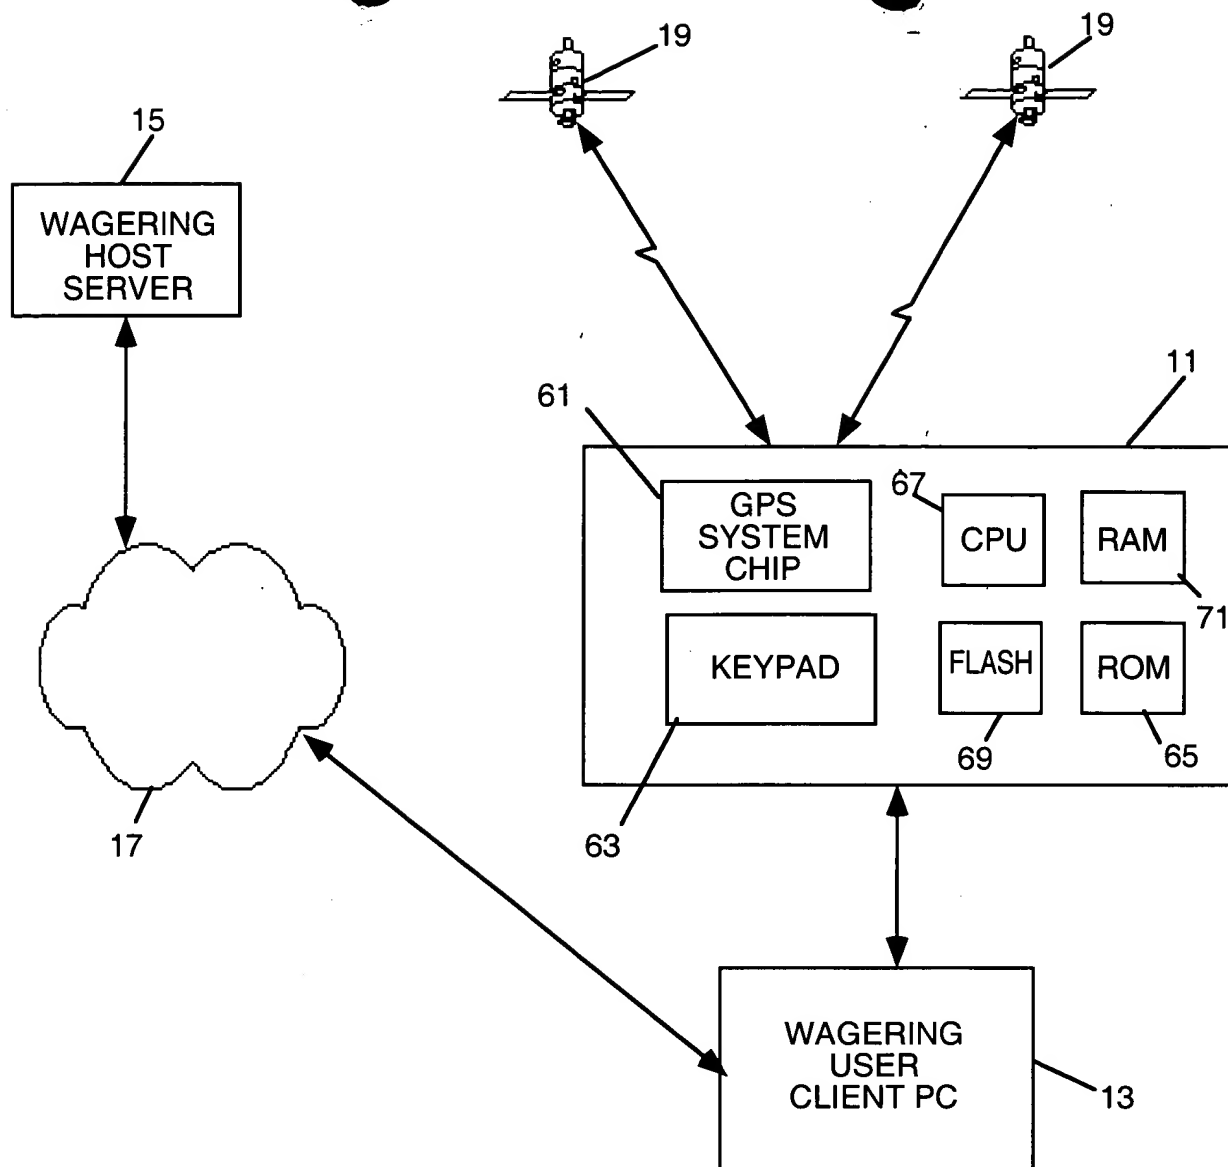 19
19
15
WAGERING
HOST
SERVER
11
61
67
GPS
SYSTEM
CHIP
CPU
RAM
71
KEYPAD
FLASH
ROM
69
65
63
17
WAGERING
USER
CLIENT PC
13